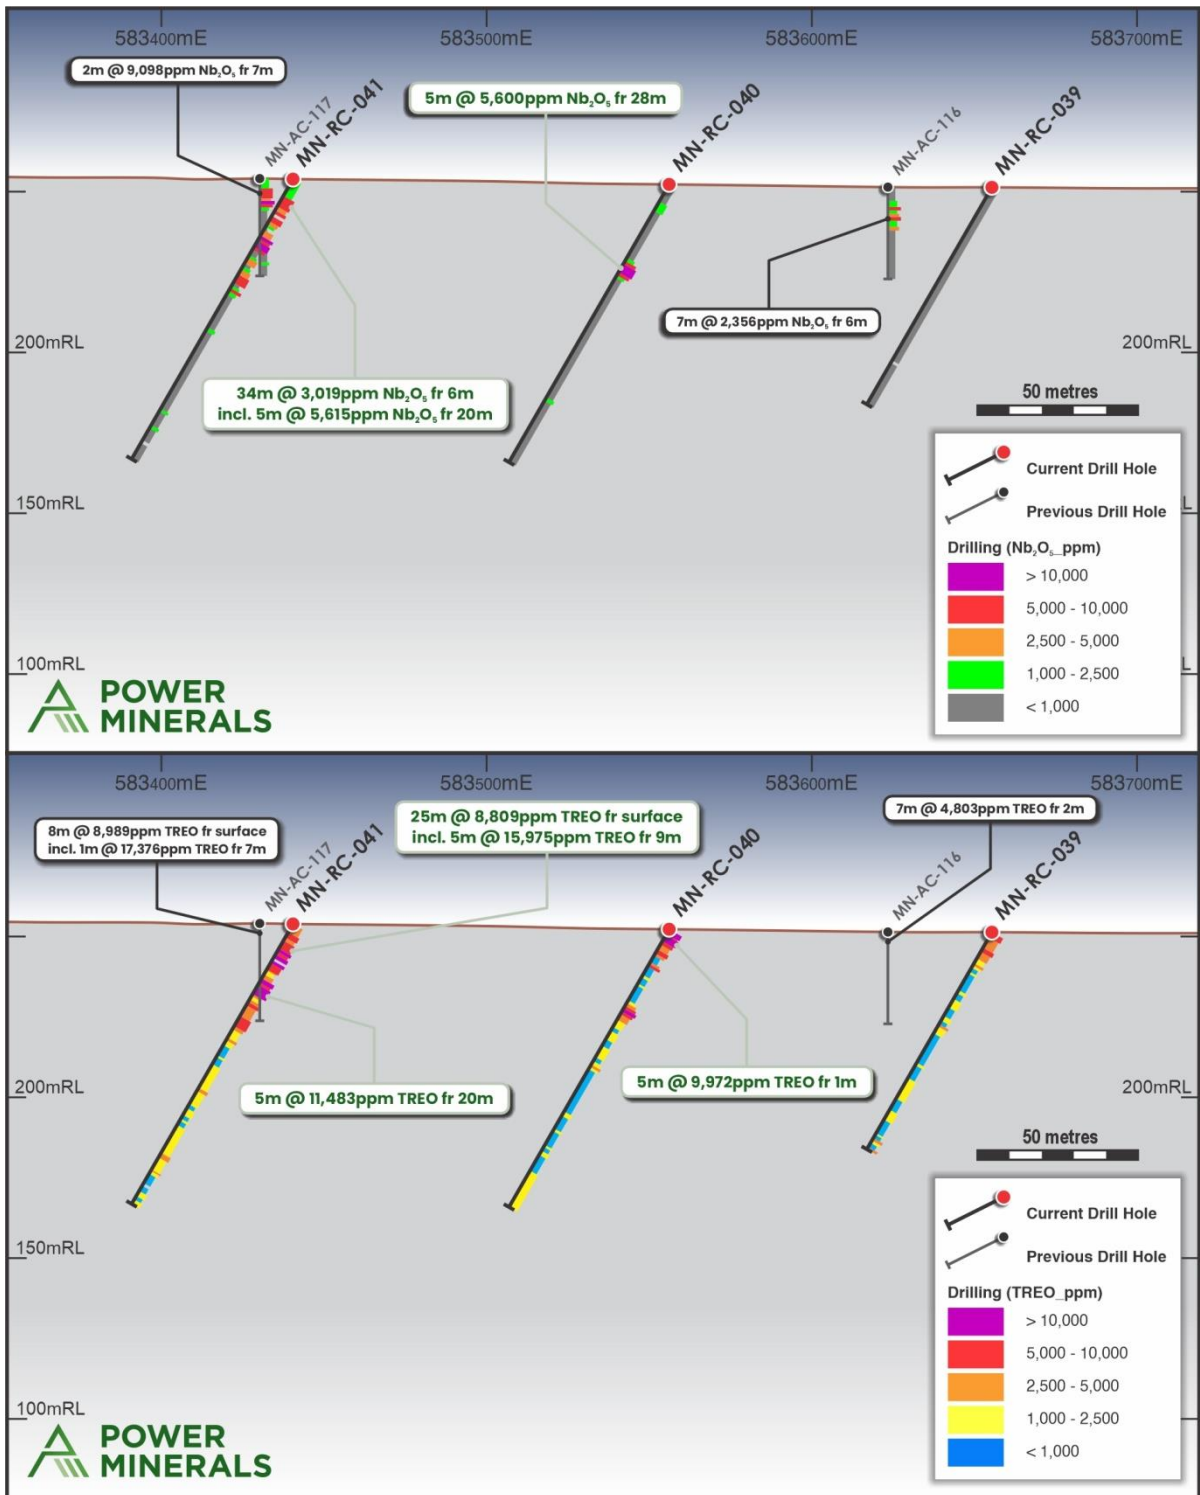 583400mE
583500mE
583600mE
583700mE
2m @ 9,098ppm Nb₂O₅ fr 7m
MN-AC-117
MN-RC-041
5m @ 5,600ppm Nb₂O₅ fr 28m
MN-RC-040
MN-AC-116
MN-RC-039
7m @ 2,356ppm Nb₂O₅ fr 6m
200mRL
200mRL
34m @ 3,019ppm Nb₂O₅ fr 6m
incl. 5m @ 5,615ppm Nb₂O₅ fr 20m
50 metres
Current Drill Hole
Previous Drill Hole
150mRL
L
Drilling (Nb₂O₅_ppm)
> 10,000
5,000 - 10,000
2,500 - 5,000
1,000 - 2,500
< 1,000
100mRL
L
POWER
MINERALS
583400mE
583500mE
583600mE
583700mE
8m @ 8,989ppm TREO fr surface
incl. 1m @ 17,376ppm TREO fr 7m
MN-AC-117
MN-RC-041
25m @ 8,809ppm TREO fr surface
incl. 5m @ 15,975ppm TREO fr 9m
MN-RC-040
7m @ 4,803ppm TREO fr 2m
MN-AC-116
MN-RC-039
5m @ 11,483ppm TREO fr 20m
5m @ 9,972ppm TREO fr 1m
200mRL
200mRL
50 metres
Current Drill Hole
Previous Drill Hole
150mRL
Drilling (TREO_ppm)
> 10,000
5,000 - 10,000
2,500 - 5,000
1,000 - 2,500
< 1,000
100mRL
POWER
MINERALS